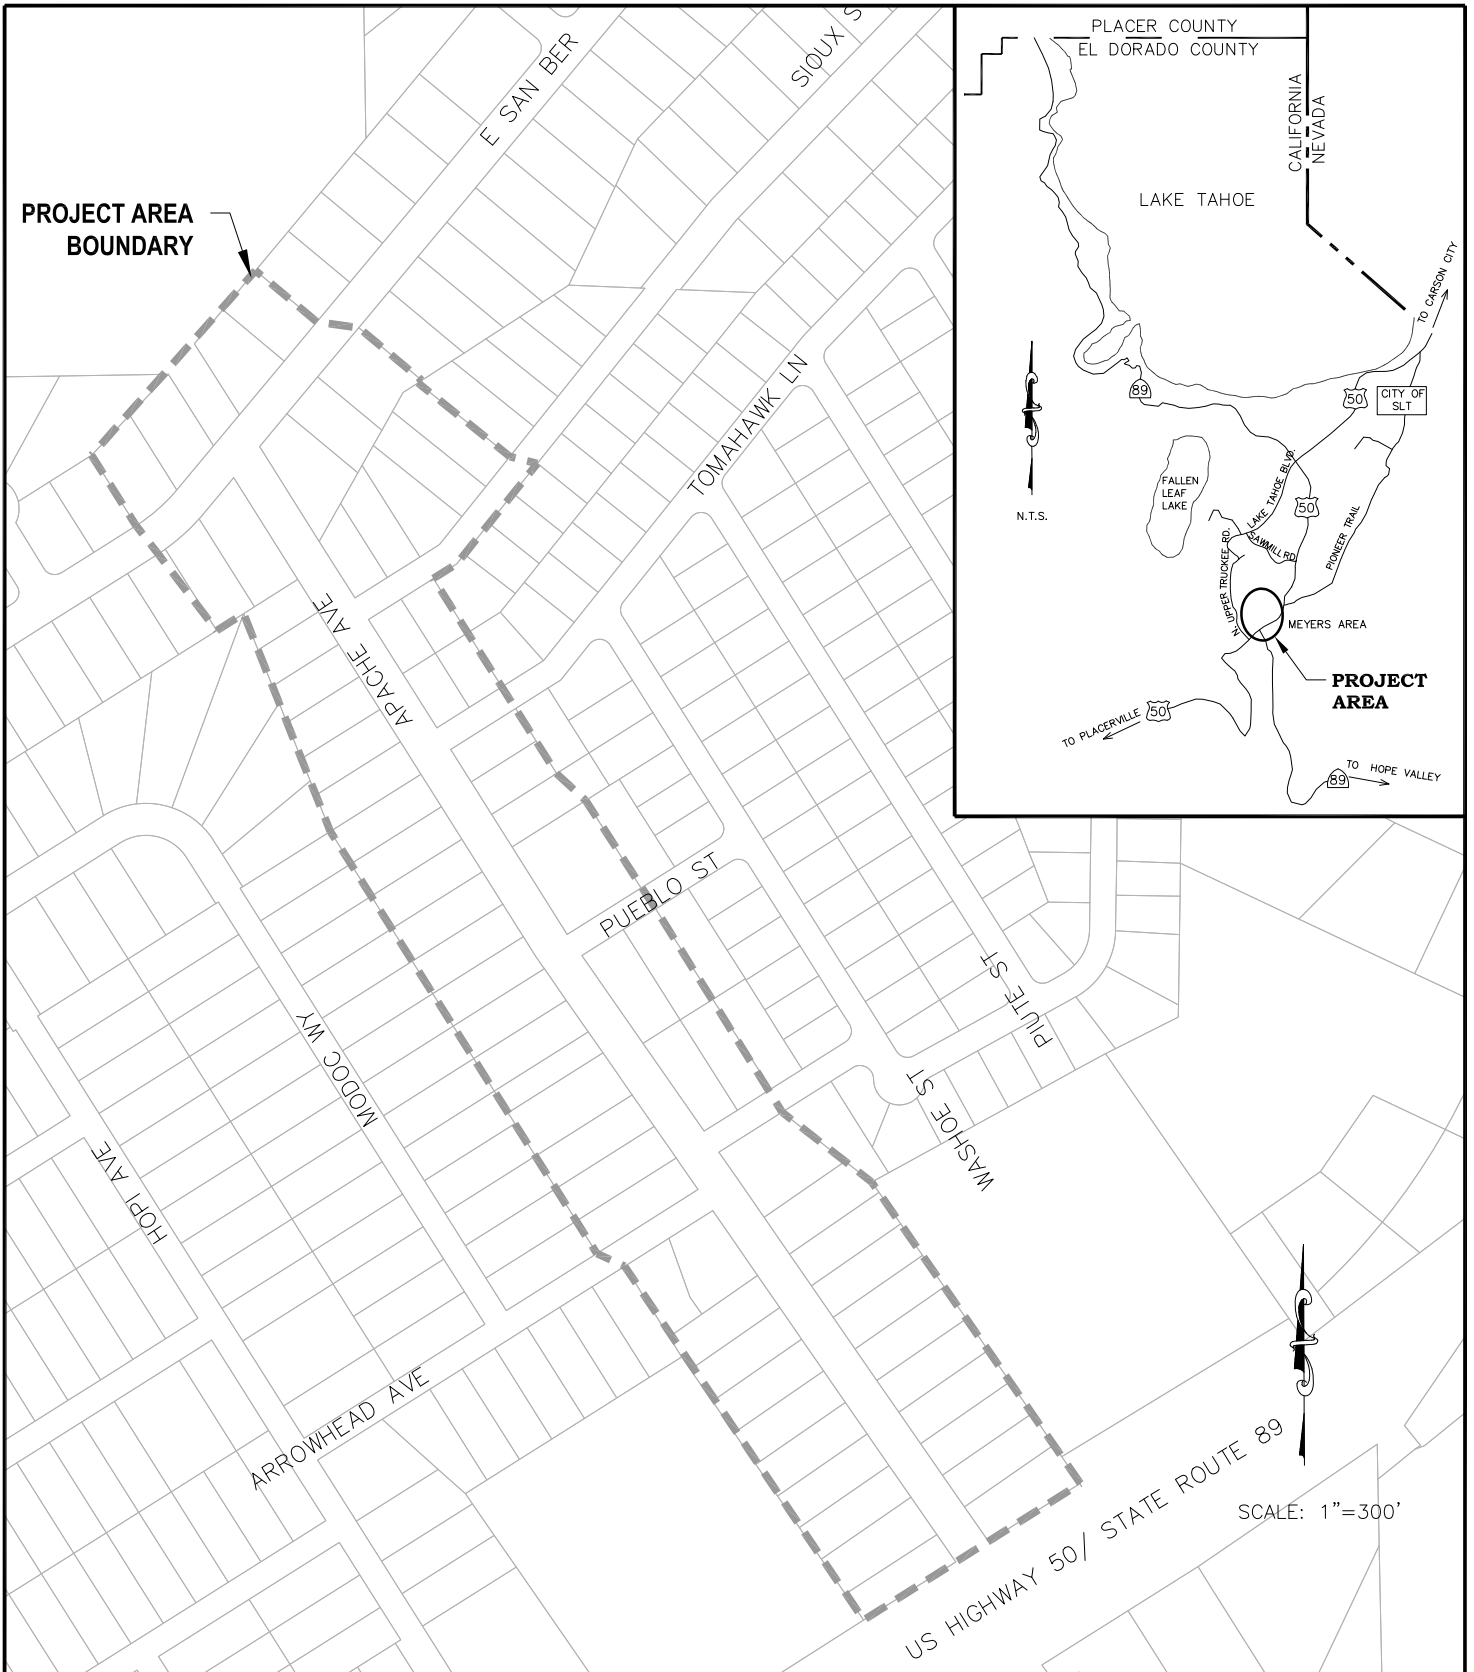 E SAN BER
SIOUX S
PROJECT AREA
BOUNDARY
TOMAHAWK LN
APACHE AVE
PUEBLO ST
PIUTE ST
WASHOE ST
MODOC WY
HOPI AVE
ARROWHEAD AVE
US HIGHWAY 50/ STATE ROUTE 89
SCALE: 1"=300'
PLACER COUNTY
EL DORADO COUNTY
CALIFORNIA
NEVADA
LAKE TAHOE
TO CARSON CITY
89
50
CITY OF
SLT
N.T.S.
FALLEN
LEAF
LAKE
LAKE TAHOE BLVD.
50
SAWMILL RD
PIONEER TRAIL
N. UPPER TRUCKEE RD.
MEYERS AREA
PROJECT
AREA
TO PLACERVILLE
50
TO HOPE VALLEY
89